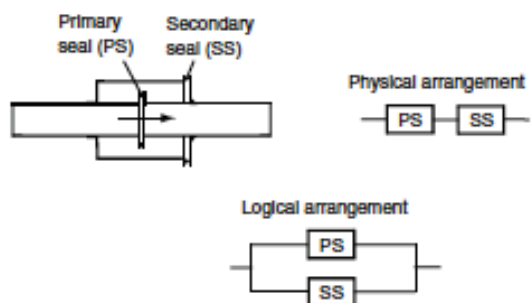 Primary
seal (PS)
Secondary
seal (SS)
Physical arrangement
PS
SS
Logical arrangement
PS
SS